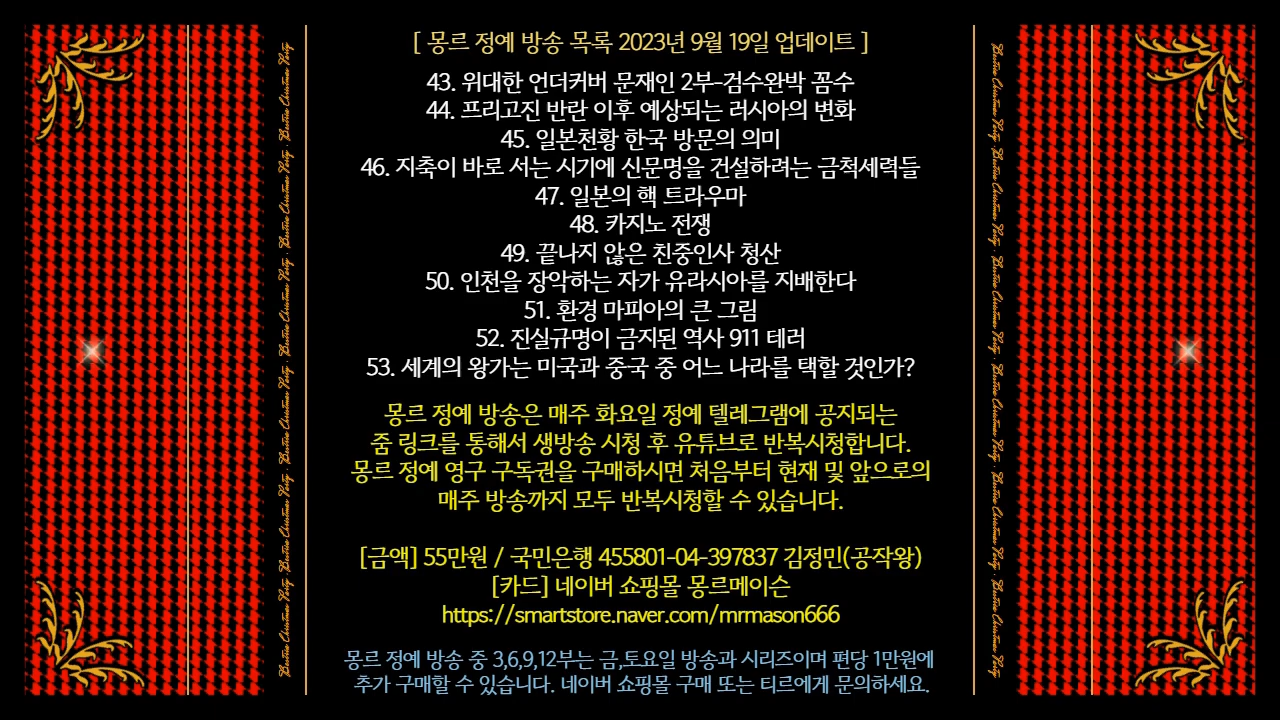 [ 몽르 정예 방송 목록 2023년 9월 19일 업데이트 ]
43. 위대한 언더커버 문재인 2부-검수완박 꼼수
44. 프리고진 반란 이후 예상되는 러시아의 변화
45. 일본천황 한국 방문의 의미
46. 지축이 바로 서는 시기에 신문명을 건설하려는 금척세력들
47. 일본의 핵 트라우마
48. 카지노 전쟁
49. 끝나지 않은 친중인사 청산
50. 인천을 장악하는 자가 유라시아를 지배한다
51. 환경 마피아의 큰 그림
52. 진실규명이 금지된 역사 911 테러
53. 세계의 왕가는 미국과 중국 중 어느 나라를 택할 것인가?
몽르 정예 방송은 매주 화요일 정예 텔레그램에 공지되는
줌 링크를 통해서 생방송 시청 후 유튜브로 반복시청합니다.
몽르 정예 영구 구독권을 구매하시면 처음부터 현재 및 앞으로의
매주 방송까지 모두 반복시청할 수 있습니다.
[금액] 55만원 / 국민은행 455801-04-397837 김정민(공작왕)
[카드] 네이버 쇼핑몰 몽르메이슨
https://smartstore.naver.com/mrmason666
몽르 정예 방송 중 3,6,9,12부는 금,토요일 방송과 시리즈이며 편당 1만원에
추가 구매할 수 있습니다. 네이버 쇼핑몰 구매 또는 티르에게 문의하세요.